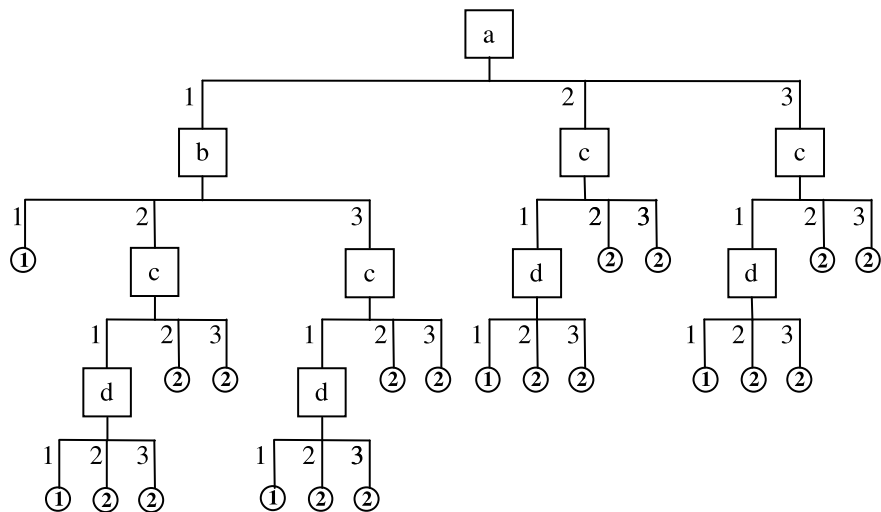 a
1 2 3
b c c
1 2 3 1 2 3 1 2 3
1 c c d 2 2 d 2 2
1 2 3 1 2 3 1 2 3 1 2 3
d 2 2 d 2 2 1 2 2 1 2 2
1 2 3 1 2 3
1 2 2 1 2 2